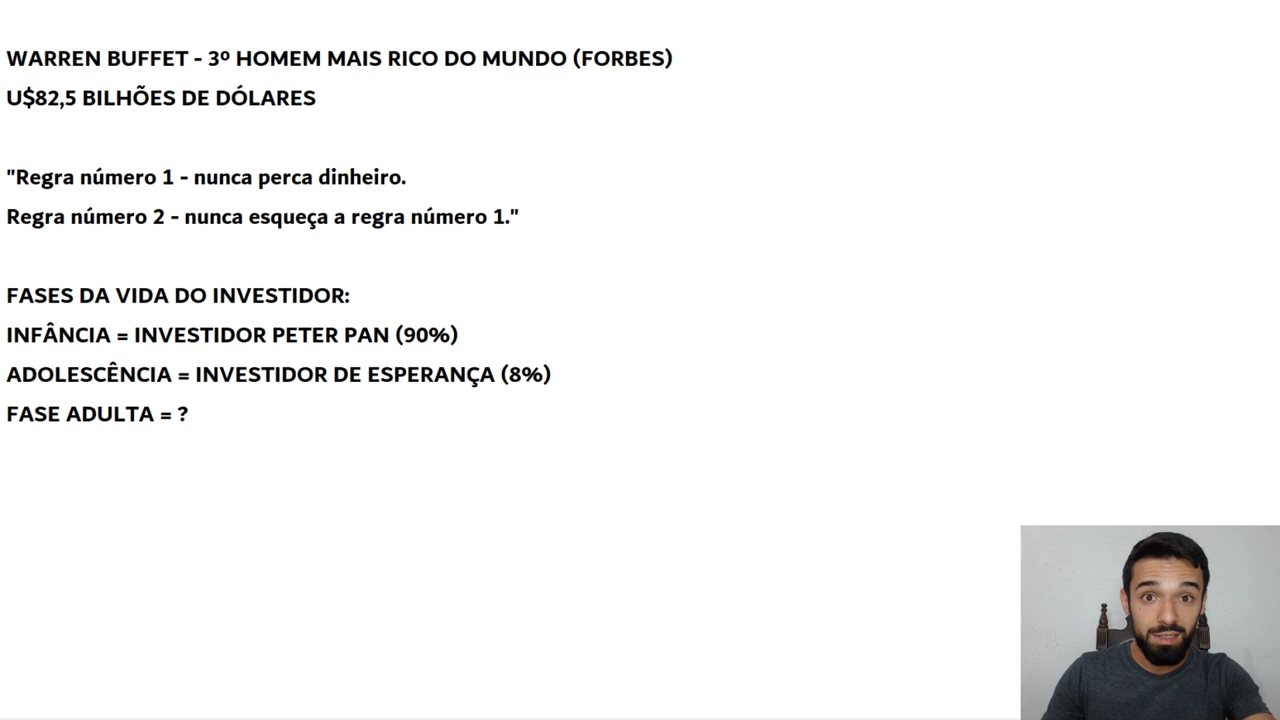 WARREN BUFFET - 3º HOMEM MAIS RICO DO MUNDO (FORBES)
U$82,5 BILHÕES DE DÓLARES
"Regra número 1 - nunca perca dinheiro.
Regra número 2 - nunca esqueça a regra número 1."
FASES DA VIDA DO INVESTIDOR:
INFÂNCIA = INVESTIDOR PETER PAN (90%)
ADOLESCÊNCIA = INVESTIDOR DE ESPERANÇA (8%)
FASE ADULTA = ?